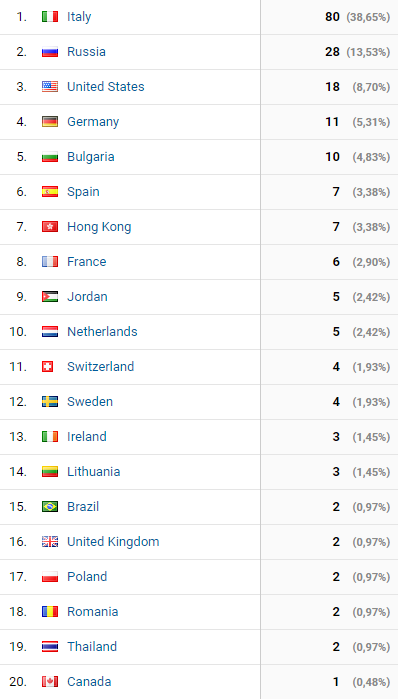 1. Italy 80 (38,65%)
2. Russia 28 (13,53%)
3. United States 18 (8,70%)
4. Germany 11 (5,31%)
5. Bulgaria 10 (4,83%)
6. Spain 7 (3,38%)
7. Hong Kong 7 (3,38%)
8. France 6 (2,90%)
9. Jordan 5 (2,42%)
10. Netherlands 5 (2,42%)
11. Switzerland 4 (1,93%)
12. Sweden 4 (1,93%)
13. Ireland 3 (1,45%)
14. Lithuania 3 (1,45%)
15. Brazil 2 (0,97%)
16. United Kingdom 2 (0,97%)
17. Poland 2 (0,97%)
18. Romania 2 (0,97%)
19. Thailand 2 (0,97%)
20. Canada 1 (0,48%)